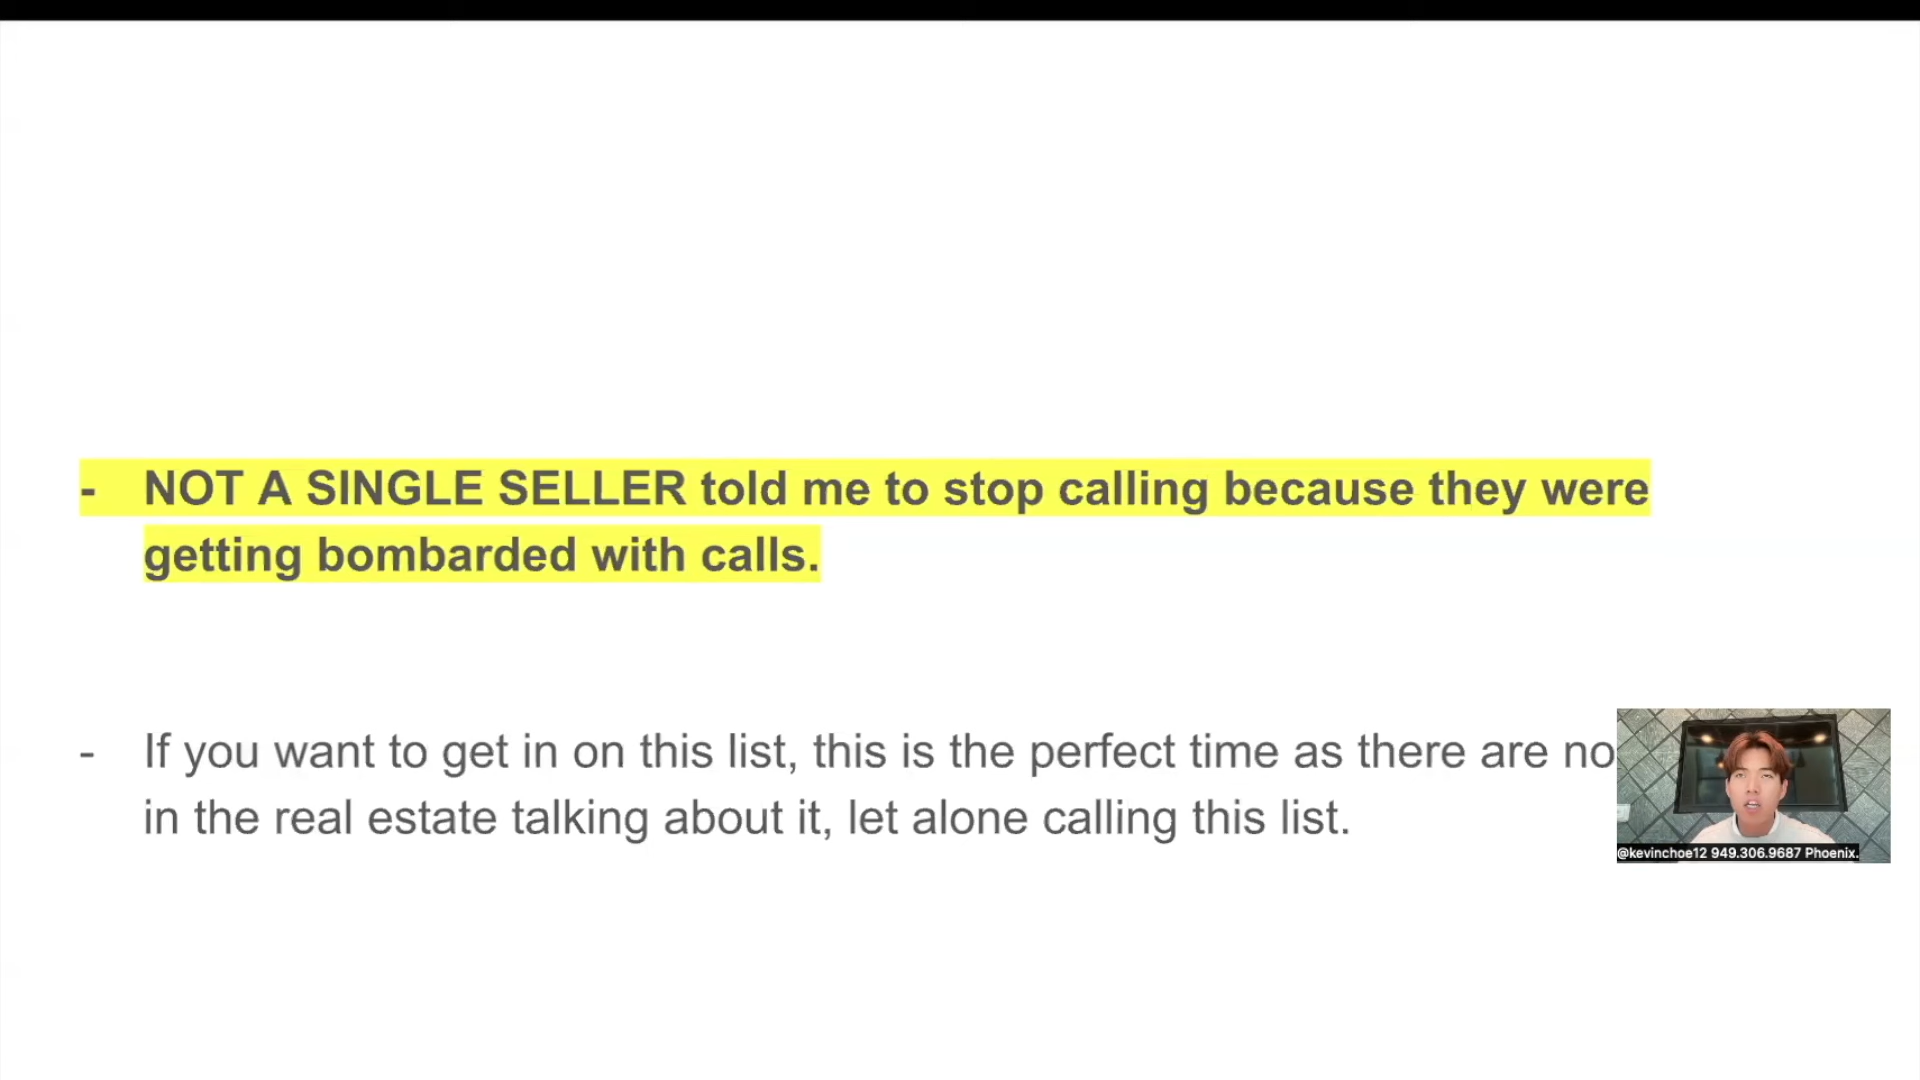 - NOT A SINGLE SELLER told me to stop calling because they were
getting bombarded with calls.
- If you want to get in on this list, this is the perfect time as there are no
in the real estate talking about it, let alone calling this list.
@kevinchoe12 949.306.9687 Phoenix.